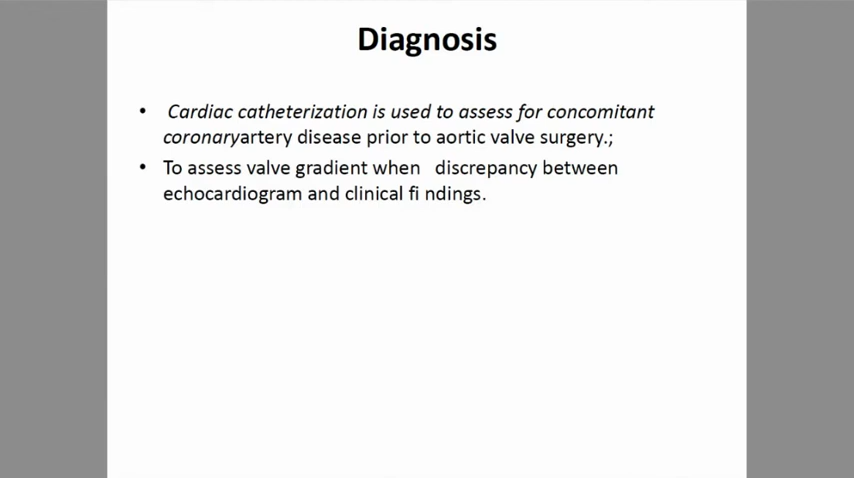 Diagnosis
• Cardiac catheterization is used to assess for concomitant
coronaryartery disease prior to aortic valve surgery.;
• To assess valve gradient when discrepancy between
echocardiogram and clinical fi ndings.